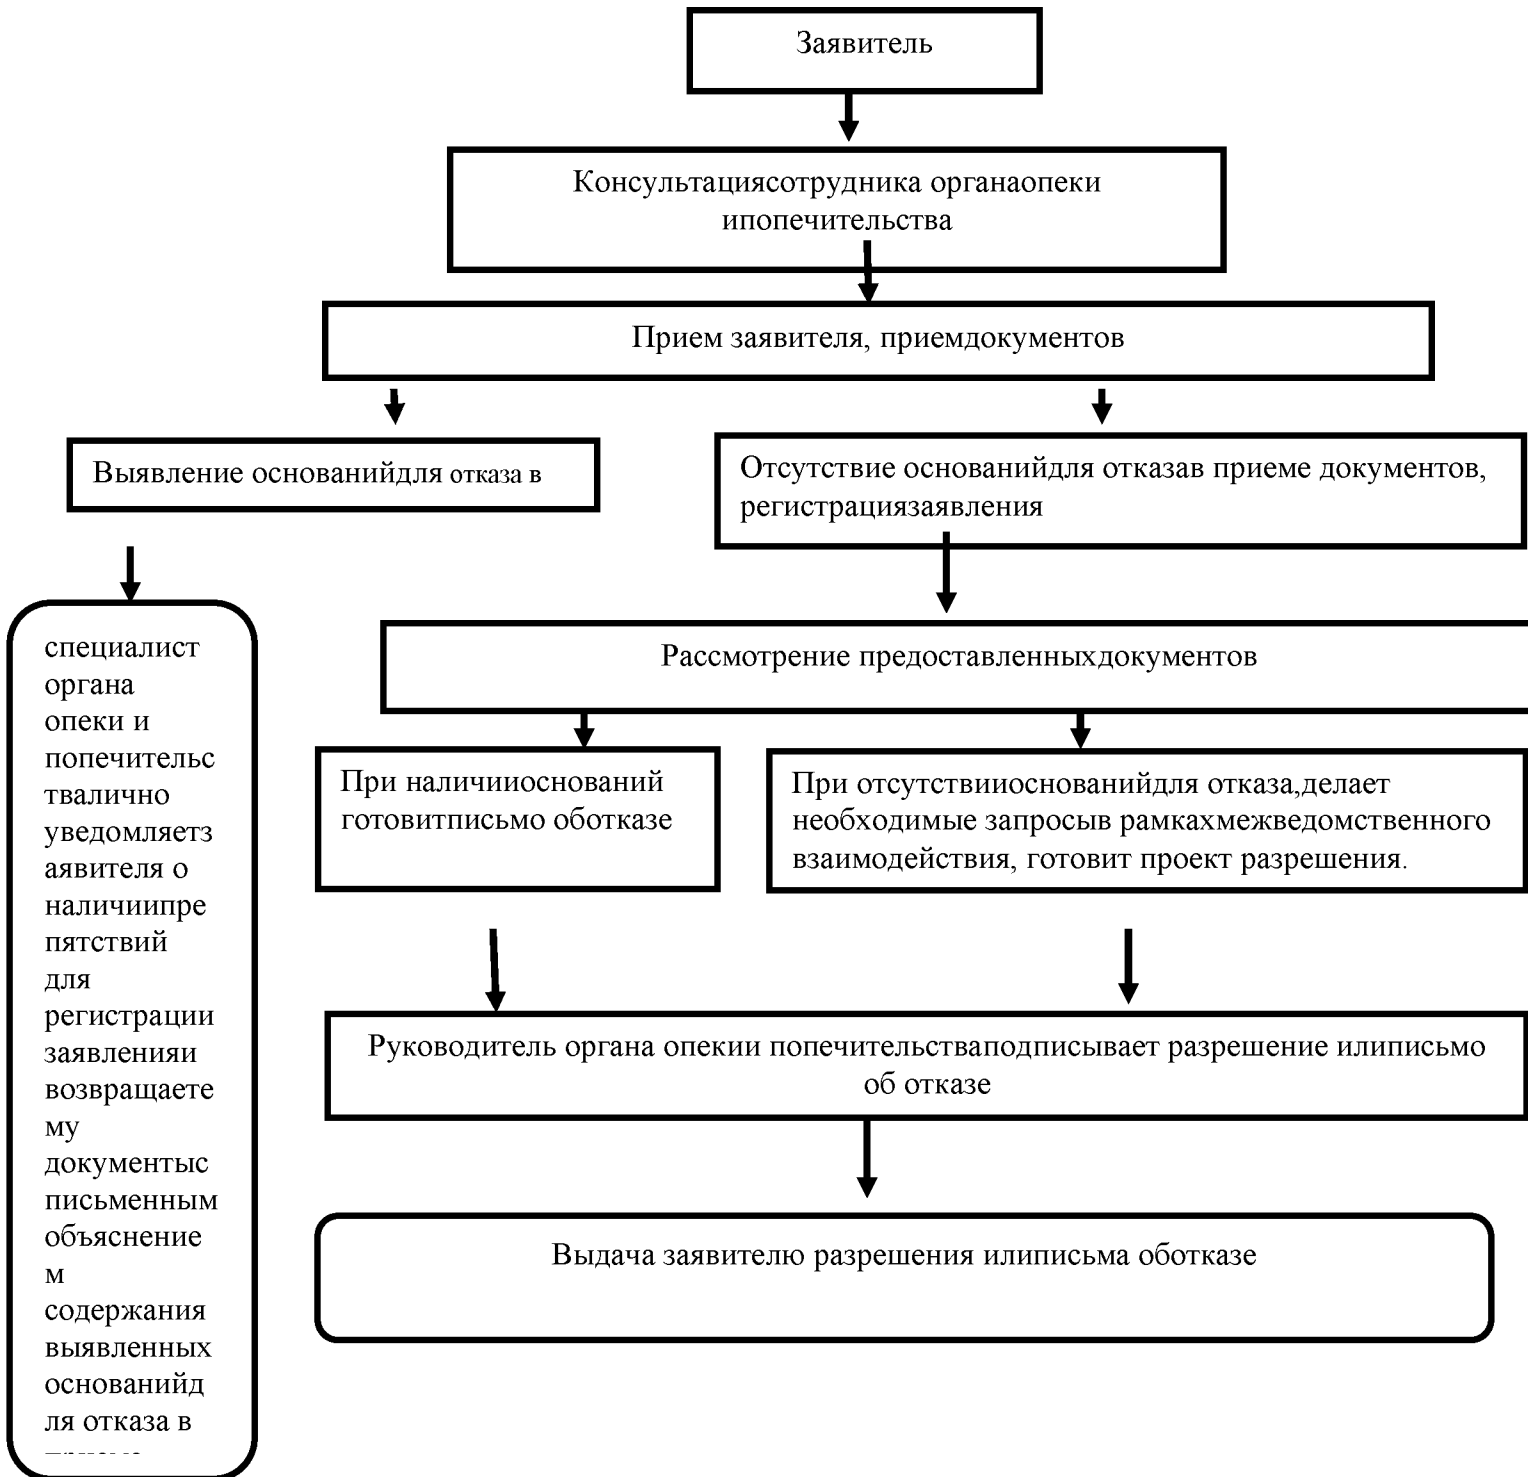 Заявитель
Консультациясотрудника органаопеки
ипопечительства
Прием заявителя, приемдокументов
Выявление основанийдля отказа в
Отсутствие основанийдля отказав приеме документов,
регистрациязаявления
специалист
органа
опеки и
попечительс
твалично
уведомляетз
аявителя о
наличиипре
пятствий
для
регистрации
заявленияи
возвращаете
му
документыс
письменным
объяснение
м
содержания
выявленных
основанийд
ля отказа в
Рассмотрение предоставленныхдокументов
При наличииоснований
готовитписьмо оботказе
При отсутствииоснованийдля отказа,делает
необходимые запросыв рамкахмежведомственного
взаимодействия, готовит проект разрешения.
Руководитель органа опекии попечительстваподписывает разрешение илиписьмо
об отказе
Выдача заявителю разрешения илиписьма оботказе